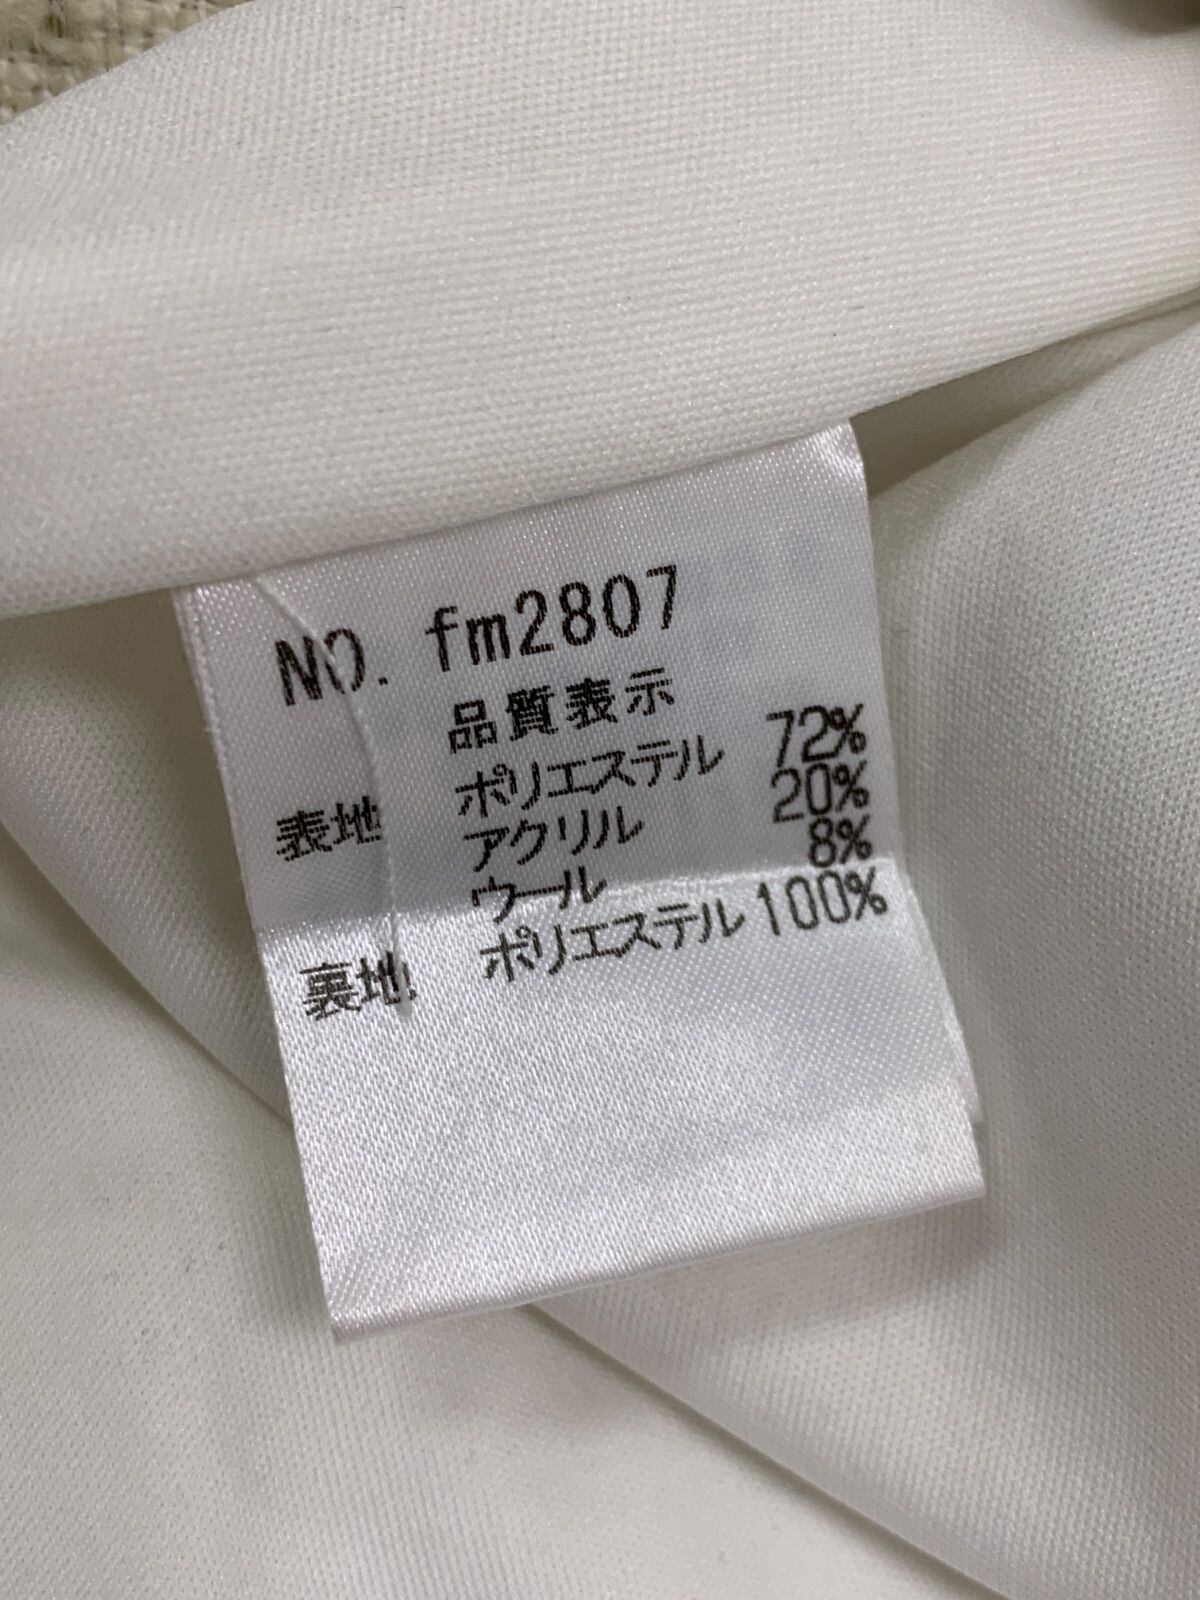 NO. fm2807
品質表示
表地 ポリエステル 72%
アクリル 20%
ウール 8%
裏地 ポリエステル 100%